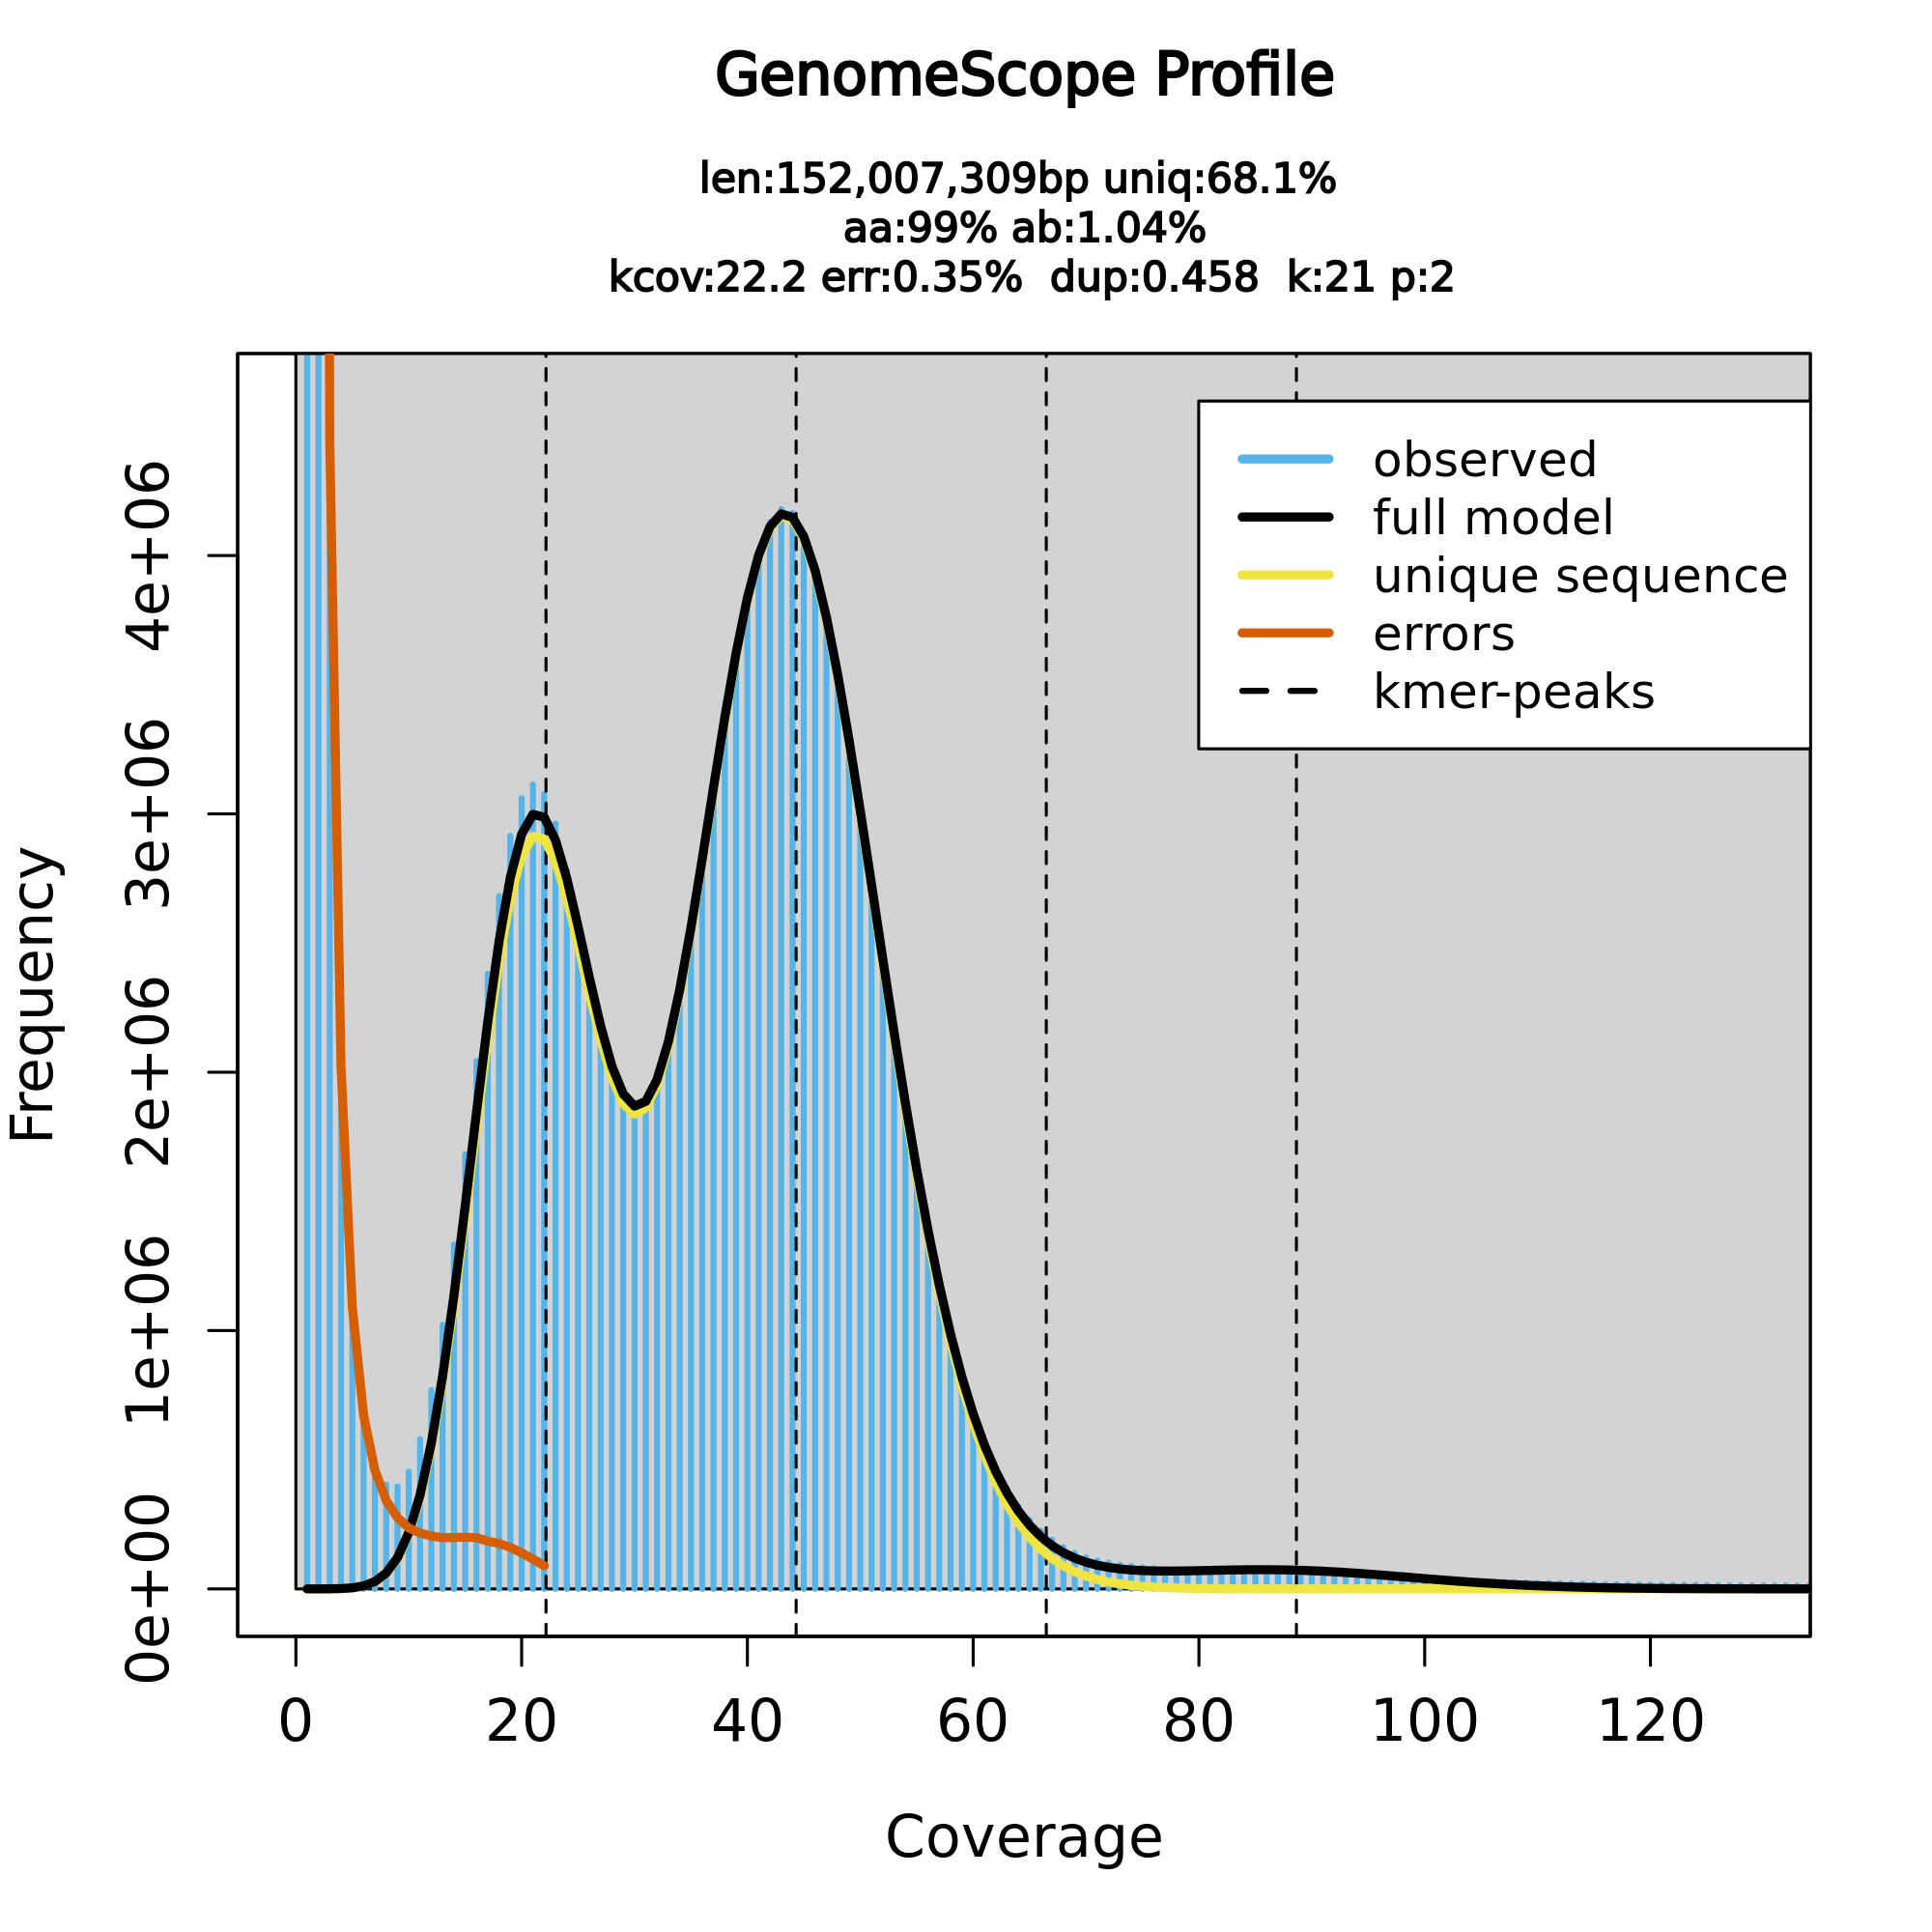 GenomeScope Profile
len:152,007,309bp uniq:68.1%
aa:99% ab:1.04%
kcov:22.2 err:0.35%  dup:0.458  k:21 p:2
observed
full model
unique sequence
errors
kmer-peaks
Frequency
4e+06
3e+06
2e+06
1e+06
0e+00
0 20 40 60 80 100 120
Coverage